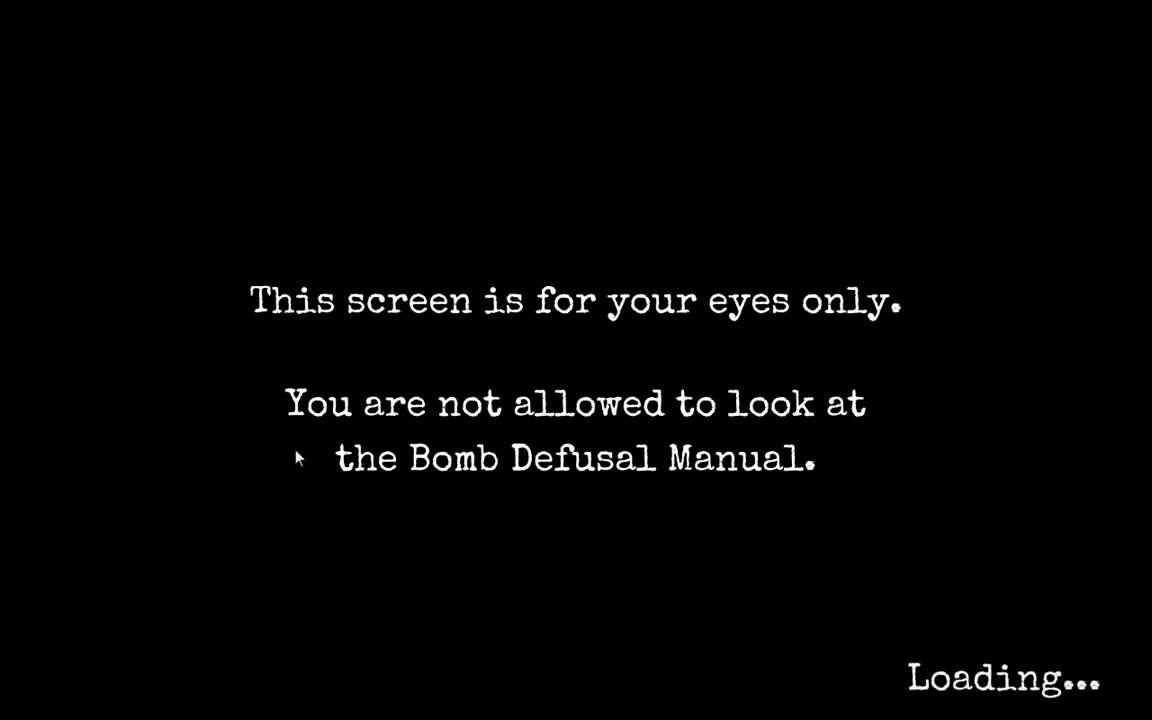 This screen is for your eyes only.
You are not allowed to look at
the Bomb Defusal Manual.
Loading...